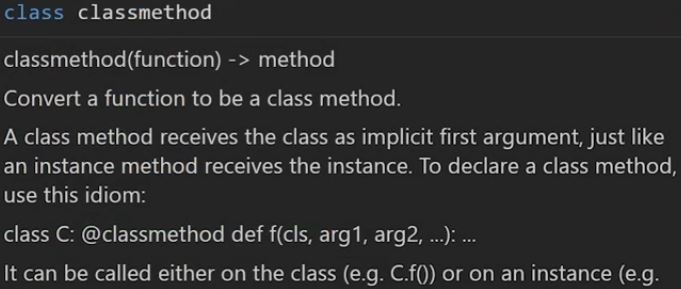 class classmethod
classmethod(function) -> method
Convert a function to be a class method.
A class method receives the class as implicit first argument, just like
an instance method receives the instance. To declare a class method,
use this idiom:
class C: @classmethod def f(cls, arg1, arg2, ...): ...
It can be called either on the class (e.g. C.f()) or on an instance (e.g.